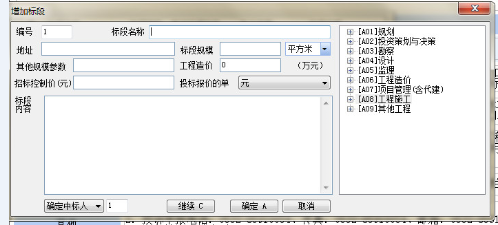 增加标段
编号 1 标段名称
地址 标段规模 平方米
其他规模参数 工程造价 0 (万元)
招标控制价(元) 投标报价的单 元
标段
内容
确定中标人 1 继续 C 确定 A 取消
[A01]规划
[A02]投资策划与决策
[A03]勘察
[A04]设计
[A05]监理
[A06]工程造价
[A07]项目管理(含代建)
[A08]工程施工
[A09]其他工程